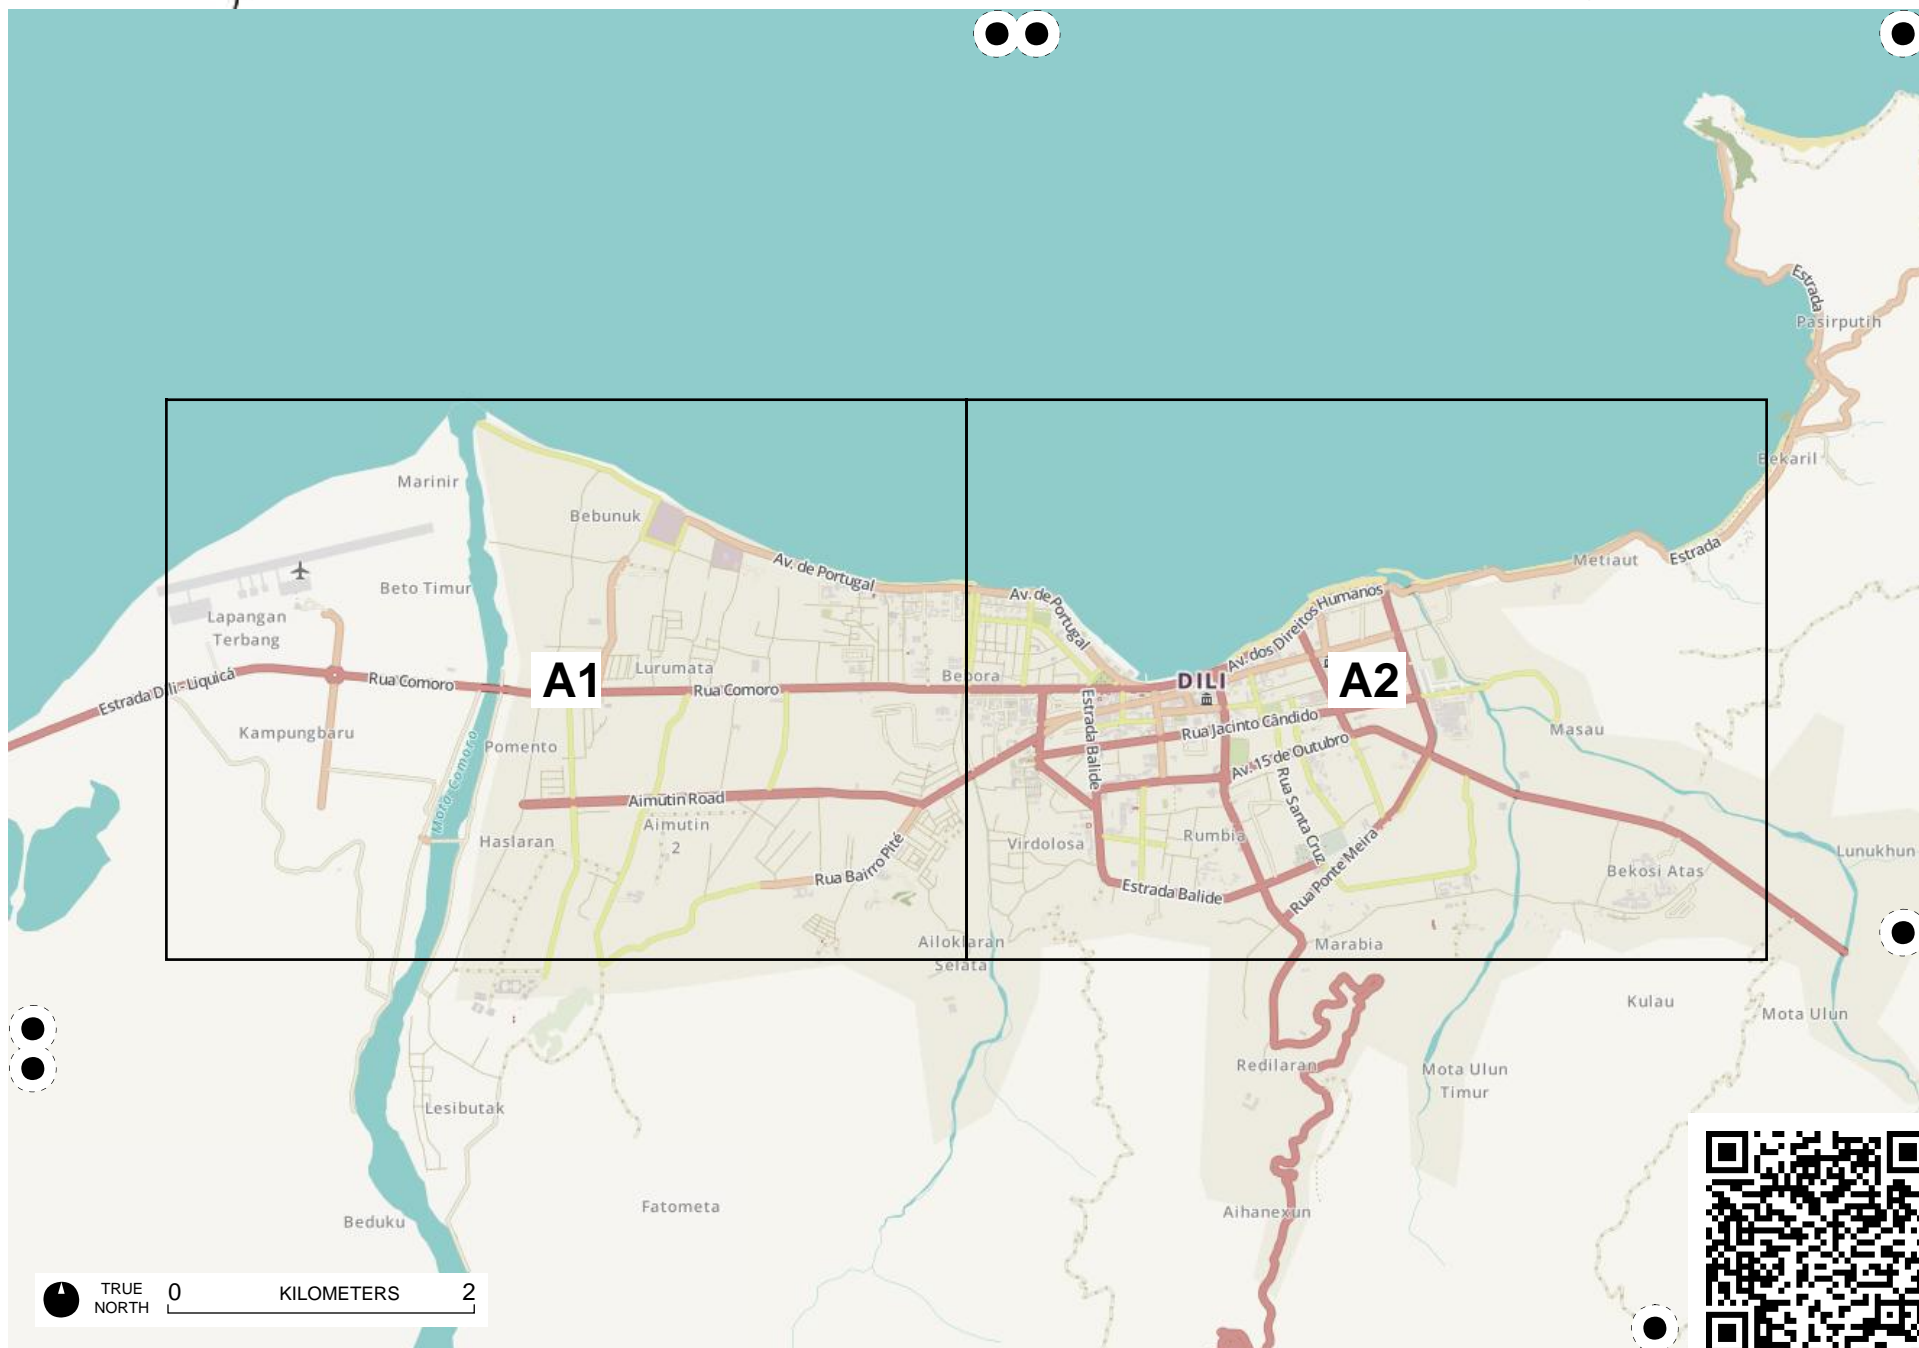 Estrada
Pasirputih
Bekaril
Marinir
Bebunuk
Av. de Portugal
Estrada
Metiaut
Beto Timur
Av. de Portugal
Av. dos Direitos Humanos
Lapangan
Terbang
Lurumata
Bebora
DILI
A1
A2
Estrada Dili - Liquicá
Rua Comoro
Rua Comoro
Estrada Balide
Rua Jacinto Cândido
Kampungbaru
Pomento
Mota Comoro
Av. 15 de Outubro
Masau
Aimutin Road
Aimutin
2
Haslaran
Rua Santa Cruz
Virdolosa
Rumbia
Rua Ponte Meira
Lunukhun
Rua Bairro Pité
Bekosi Atas
Estrada Balide
Ailoklaran
Selata
Marabia
Kulau
Mota Ulun
Redilaran
Mota Ulun
Timur
Lesibutak
Fatometa
Aihanexun
Beduku
TRUE
NORTH
0 KILOMETERS 2